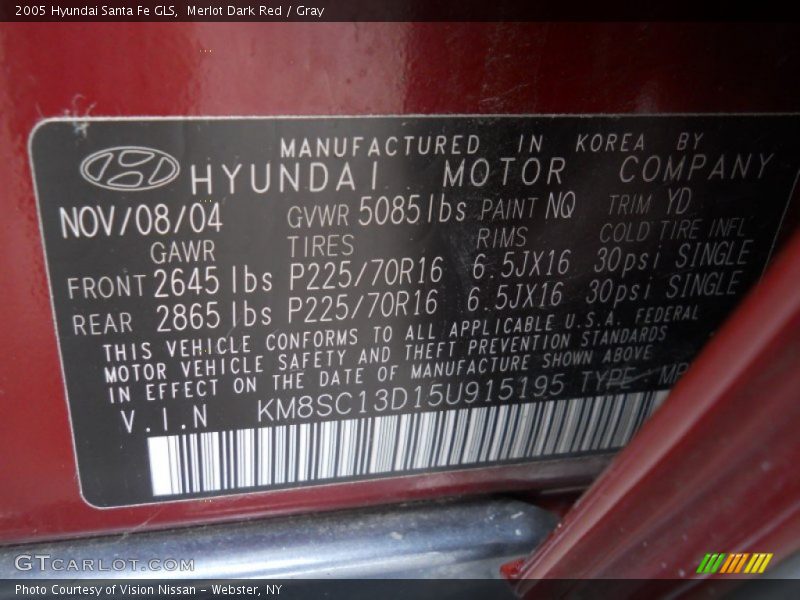 2005 Hyundai Santa Fe GLS, Merlot Dark Red / Gray
MANUFACTURED IN KOREA BY
HYUNDAI MOTOR COMPANY
NOV/08/04 GVWR 5085lbs PAINT NQ TRIM YD
GAWR TIRES RIMS COLD TIRE INFL
FRONT 2645 lbs P225/70R16 6.5JX16 30psi SINGLE
REAR 2865 lbs P225/70R16 6.5JX16 30psi SINGLE
THIS VEHICLE CONFORMS TO ALL APPLICABLE U.S.A. FEDERAL
MOTOR VEHICLE SAFETY AND THEFT PREVENTION STANDARDS
IN EFFECT ON THE DATE OF MANUFACTURE SHOWN ABOVE
V.I.N KM8SC13D15U915195 TYPE
GTCARLOT.COM
Photo Courtesy of Vision Nissan - Webster, NY